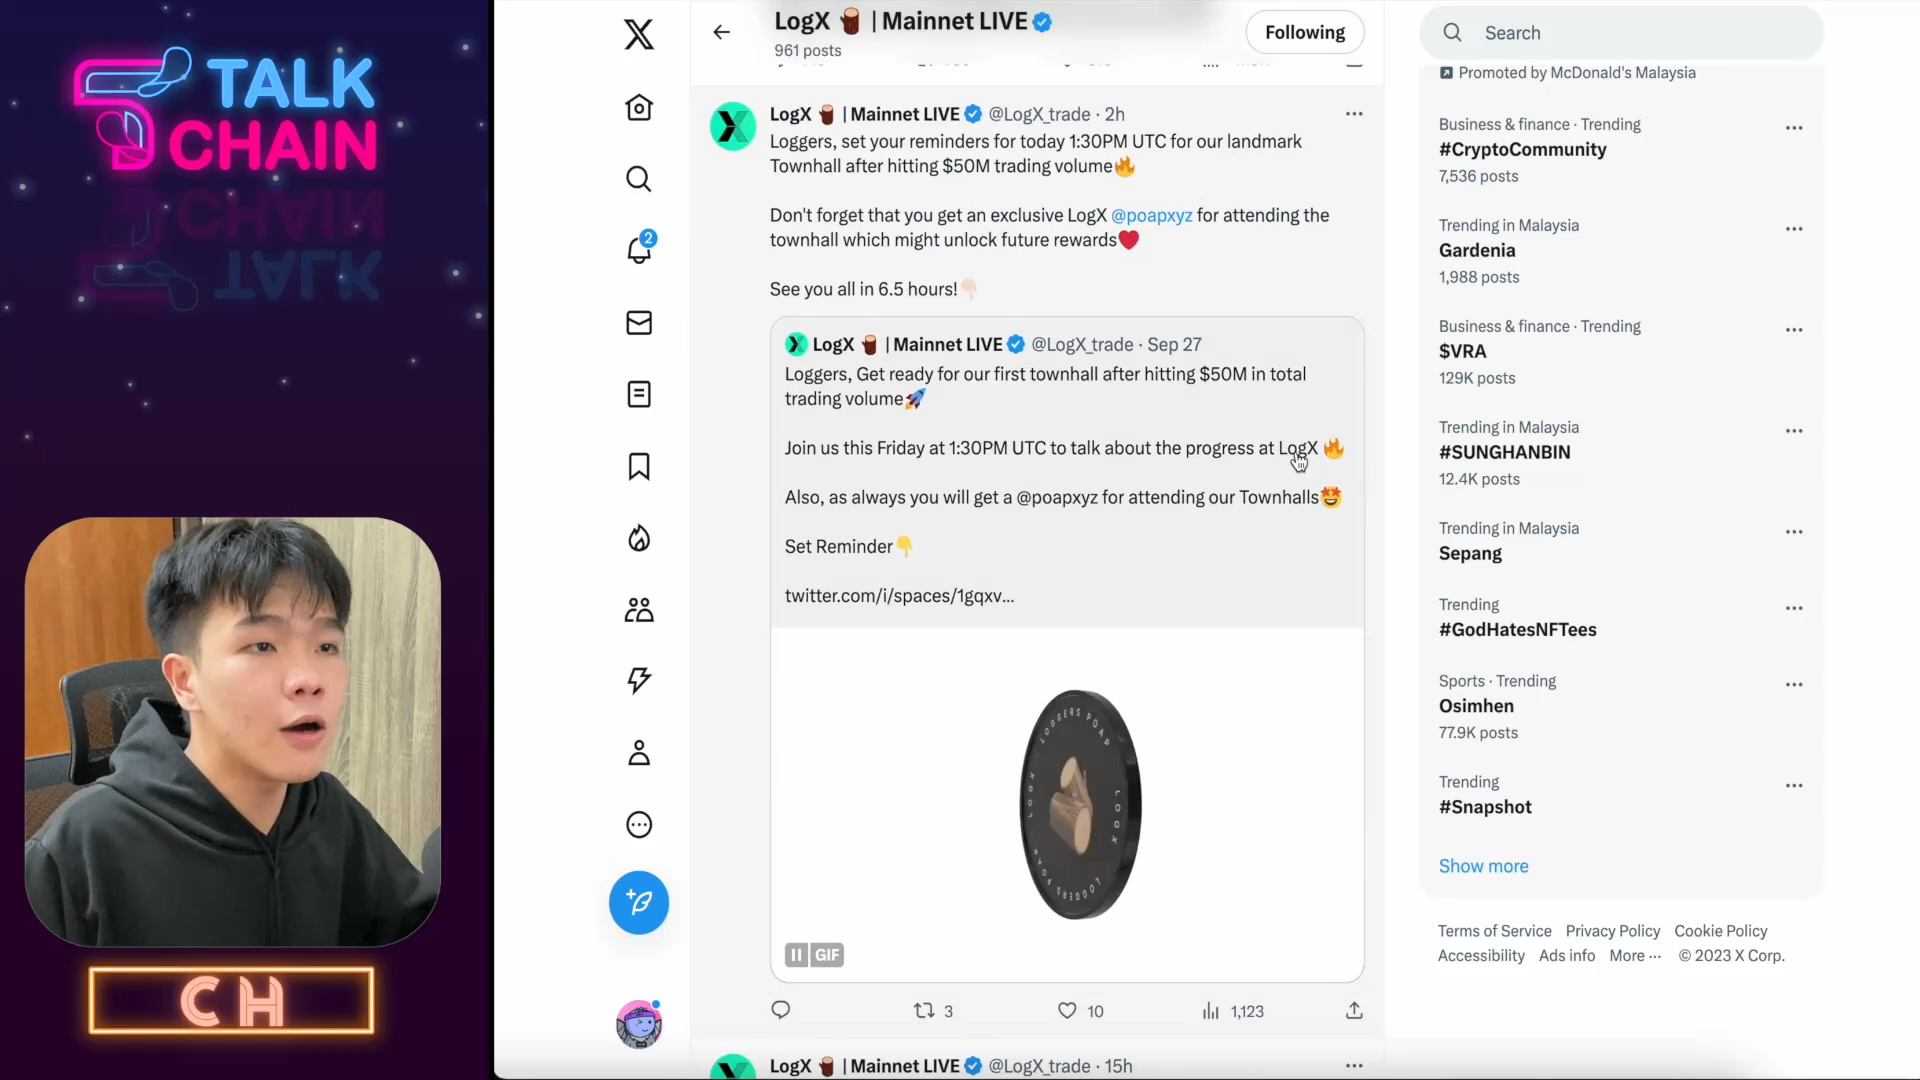 TALK
CHAIN
CH
LogX | Mainnet LIVE
961 posts
Following
LogX | Mainnet LIVE @LogX_trade · 2h
Loggers, set your reminders for today 1:30PM UTC for our landmark
Townhall after hitting $50M trading volume🔥
Don't forget that you get an exclusive LogX @poapxyz for attending the
townhall which might unlock future rewards❤️
See you all in 6.5 hours!👇🏻
LogX | Mainnet LIVE @LogX_trade · Sep 27
Loggers, Get ready for our first townhall after hitting $50M in total
trading volume🚀
Join us this Friday at 1:30PM UTC to talk about the progress at LogX 🔥
Also, as always you will get a @poapxyz for attending our Townhalls🤩
Set Reminder👇
twitter.com/i/spaces/1gqxv...
LOGGERS POAP
LOGX
LOGGERS POAP
LOGX
GIF
3
10
1,123
LogX | Mainnet LIVE @LogX_trade · 15h
2
Search
Promoted by McDonald's Malaysia
Business & finance · Trending
#CryptoCommunity
7,536 posts
Trending in Malaysia
Gardenia
1,988 posts
Business & finance · Trending
$VRA
129K posts
Trending in Malaysia
#SUNGHANBIN
12.4K posts
Trending in Malaysia
Sepang
Trending
#GodHatesNFTees
Sports · Trending
Osimhen
77.9K posts
Trending
#Snapshot
Show more
Terms of Service Privacy Policy Cookie Policy
Accessibility Ads info More ··· © 2023 X Corp.